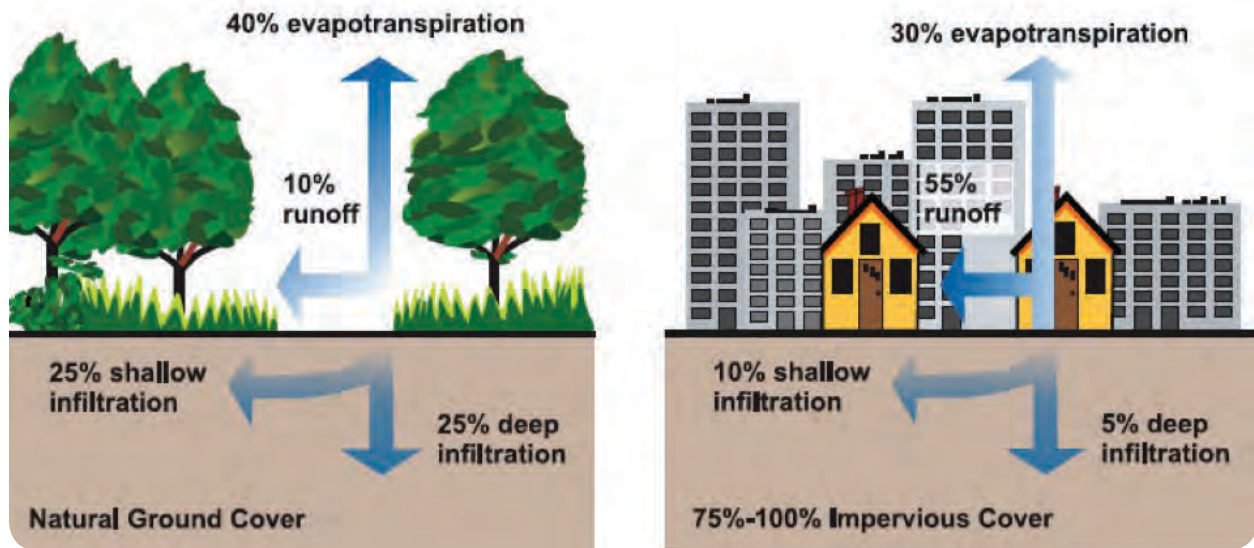 40% evapotranspiration
10%
runoff
25% shallow
infiltration
25% deep
infiltration
Natural Ground Cover
30% evapotranspiration
55%
runoff
10% shallow
infiltration
5% deep
infiltration
75%-100% Impervious Cover